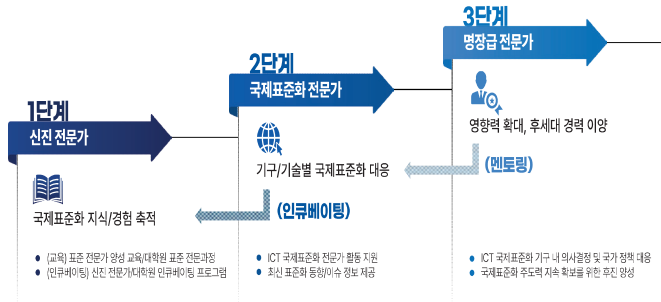 1단계
신진 전문가
국제표준화 지식/경험 축적
(교육) 표준 전문가 양성 교육/대학원 표준 전문과정
(인큐베이팅) 신진 전문가/대학원 인큐베이팅 프로그램
2단계
국제표준화 전문가
기구/기술별 국제표준화 대응
(인큐베이팅)
ICT 국제표준화 전문가 활동 지원
최신 표준화 동향/이슈 정보 제공
3단계
명장급 전문가
영향력 확대, 후세대 경력 이양
(멘토링)
ICT 국제표준화 기구 내 의사결정 및 국가 정책 대응
국제표준화 주도력 지속 확보를 위한 후진 양성